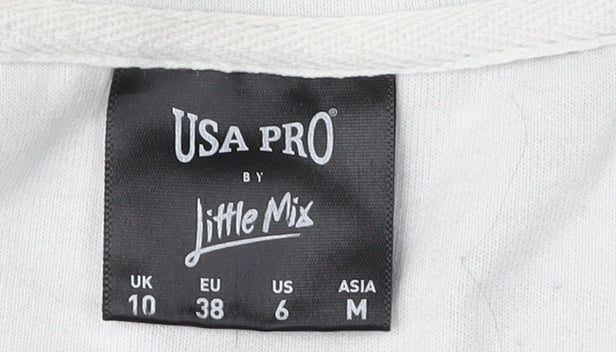 USA PRO®
BY
Little Mix
UK EU US ASIA
10 38 6 M